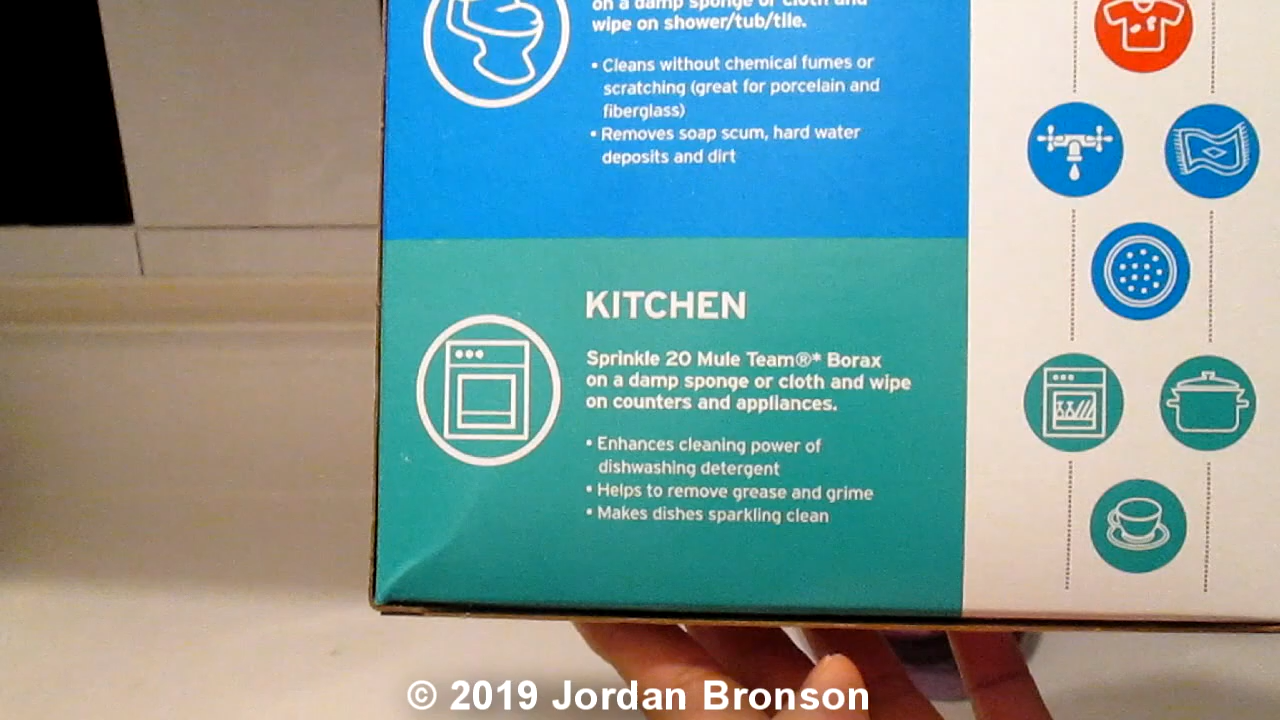 on a damp sponge or cloth and
wipe on shower/tub/tile.
• Cleans without chemical fumes or
scratching (great for porcelain and
fiberglass)
• Removes soap scum, hard water
deposits and dirt
KITCHEN
Sprinkle 20 Mule Team®* Borax
on a damp sponge or cloth and wipe
on counters and appliances.
• Enhances cleaning power of
dishwashing detergent
• Helps to remove grease and grime
• Makes dishes sparkling clean
© 2019 Jordan Bronson